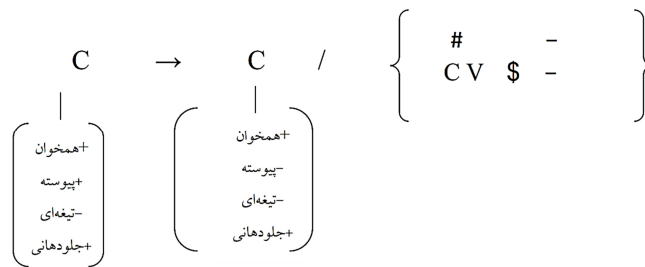 # –
C → C / C V $ –
+همخوان +همخوان
+پیوسته –پیوسته
–تیغه‌ای –تیغه‌ای
+جلودهانی +جلودهانی